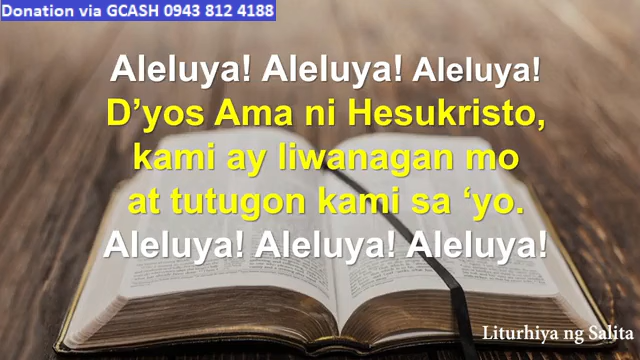 Donation via GCASH 0943 812 4188
Aleluya! Aleluya! Aleluya!
D’yos Ama ni Hesukristo,
kami ay liwanagan mo
at tutugon kami sa ‘yo.
Aleluya! Aleluya! Aleluya!
Liturhiya ng Salita